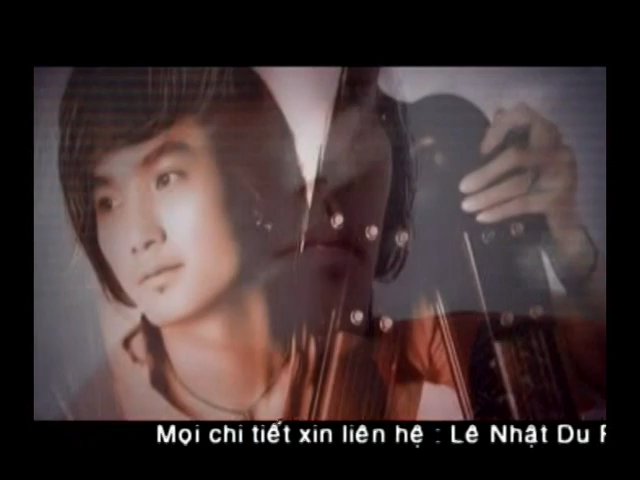 Mọi chi tiết xin liên hệ : Lê Nhật Du